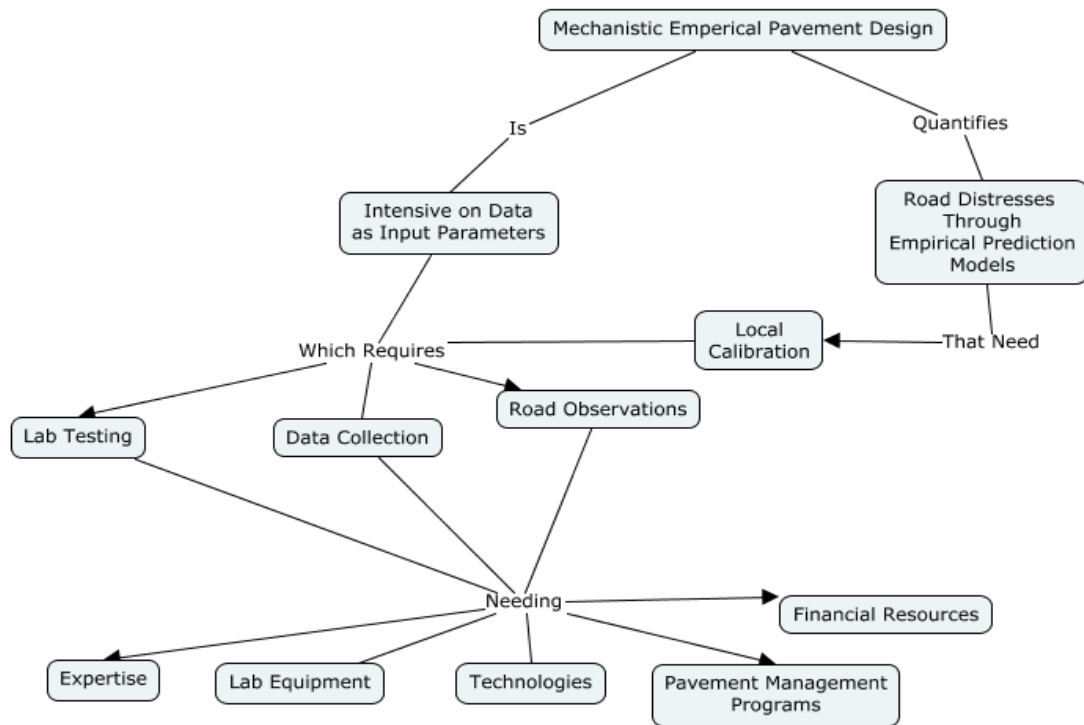 Mechanistic Emperical Pavement Design
Is
Quantifies
Intensive on Data
as Input Parameters
Road Distresses
Through
Empirical Prediction
Models
Local
Calibration
That Need
Which Requires
Lab Testing
Data Collection
Road Observations
Needing
Financial Resources
Expertise
Lab Equipment
Technologies
Pavement Management
Programs